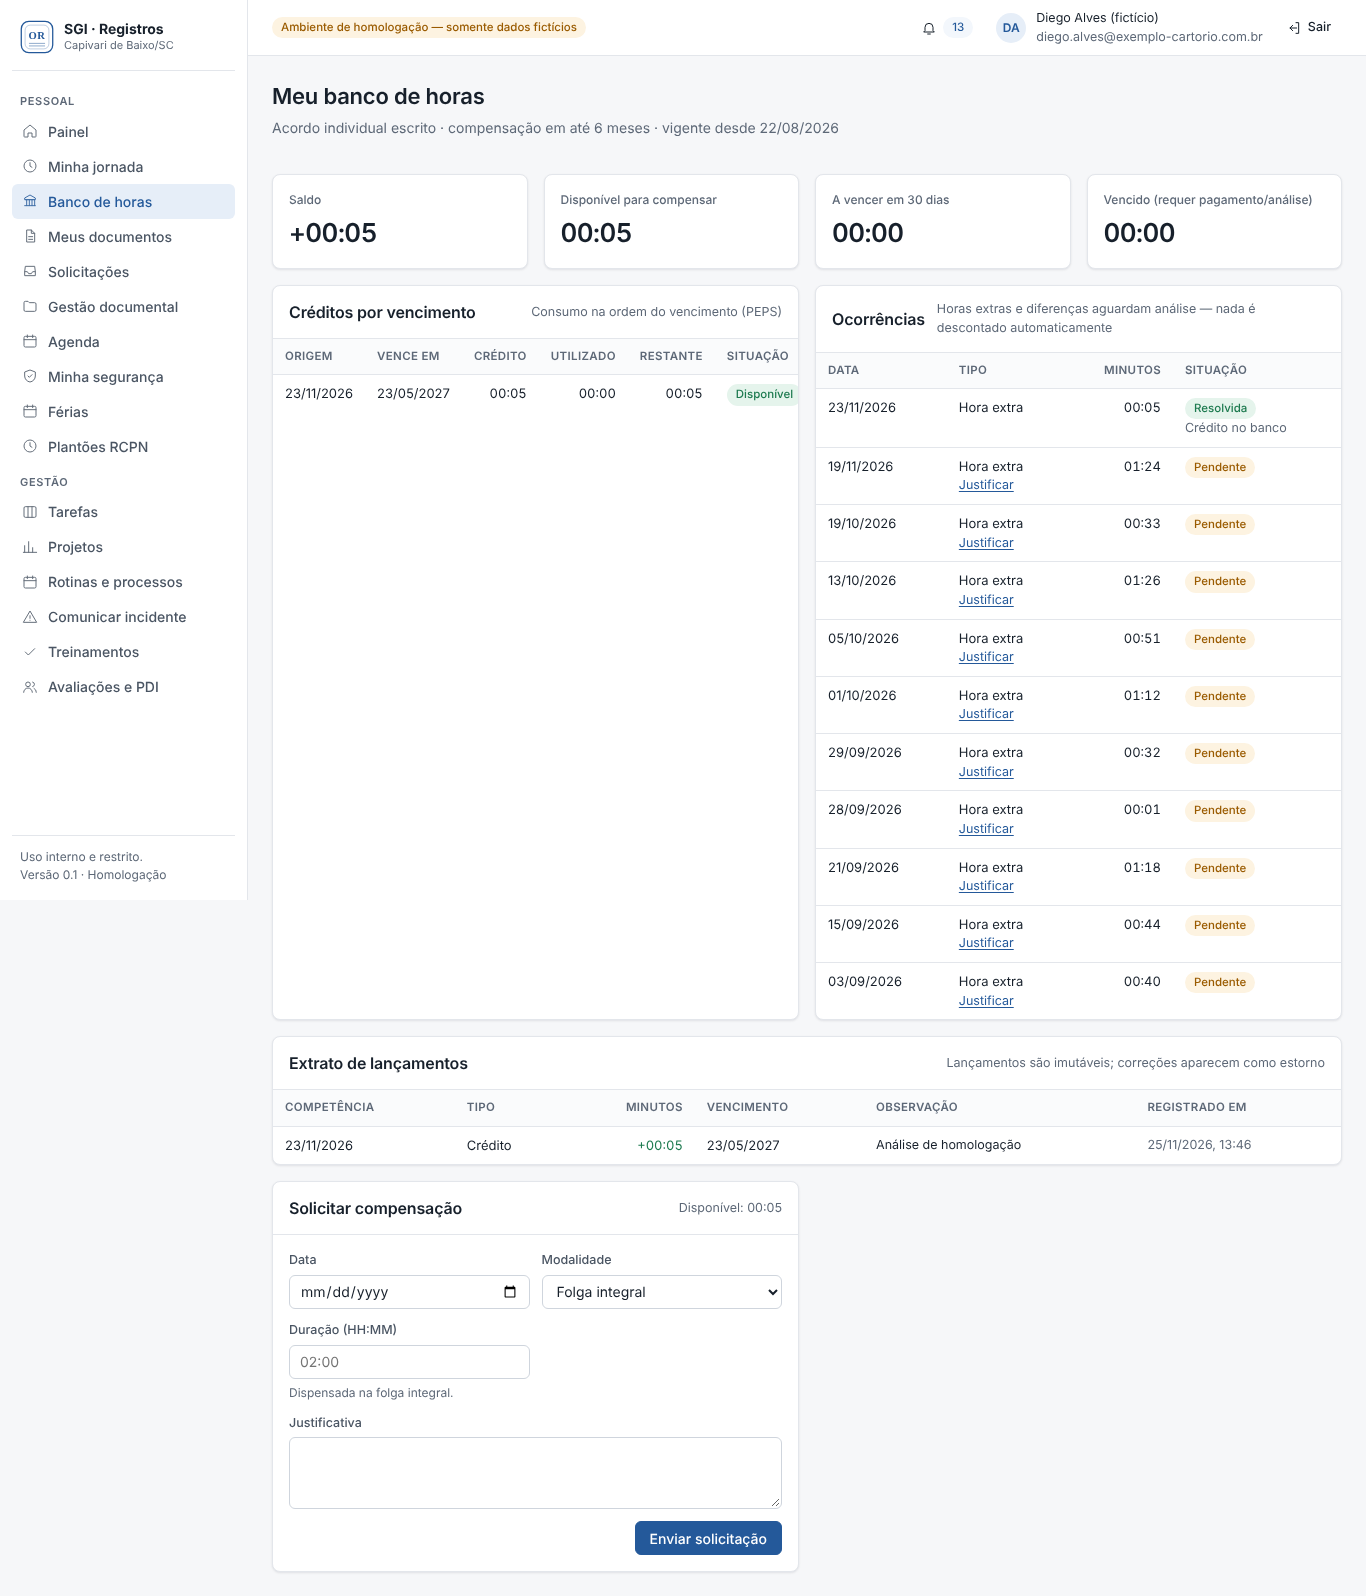 OR
SGI · Registros
Capivari de Baixo/SC
PESSOAL
Painel
Minha jornada
Banco de horas
Meus documentos
Solicitações
Gestão documental
Agenda
Minha segurança
Férias
Plantões RCPN
GESTÃO
Tarefas
Projetos
Rotinas e processos
Comunicar incidente
Treinamentos
Avaliações e PDI
Uso interno e restrito.
Versão 0.1 · Homologação
Ambiente de homologação — somente dados fictícios
13
DA
Diego Alves (fictício)
diego.alves@exemplo-cartorio.com.br
Sair
Meu banco de horas
Acordo individual escrito · compensação em até 6 meses · vigente desde 22/08/2026
Saldo
+00:05
Disponível para compensar
00:05
A vencer em 30 dias
00:00
Vencido (requer pagamento/análise)
00:00
Créditos por vencimento
Consumo na ordem do vencimento (PEPS)
ORIGEM VENCE EM CRÉDITO UTILIZADO RESTANTE SITUAÇÃO
23/11/2026 23/05/2027 00:05 00:00 00:05 Disponível
Ocorrências
Horas extras e diferenças aguardam análise — nada é
descontado automaticamente
DATA TIPO MINUTOS SITUAÇÃO
23/11/2026 Hora extra 00:05 Resolvida
Crédito no banco
19/11/2026 Hora extra 01:24 Pendente
Justificar
19/10/2026 Hora extra 00:33 Pendente
Justificar
13/10/2026 Hora extra 01:26 Pendente
Justificar
05/10/2026 Hora extra 00:51 Pendente
Justificar
01/10/2026 Hora extra 01:12 Pendente
Justificar
29/09/2026 Hora extra 00:32 Pendente
Justificar
28/09/2026 Hora extra 00:01 Pendente
Justificar
21/09/2026 Hora extra 01:18 Pendente
Justificar
15/09/2026 Hora extra 00:44 Pendente
Justificar
03/09/2026 Hora extra 00:40 Pendente
Justificar
Extrato de lançamentos
Lançamentos são imutáveis; correções aparecem como estorno
COMPETÊNCIA TIPO MINUTOS VENCIMENTO OBSERVAÇÃO REGISTRADO EM
23/11/2026 Crédito +00:05 23/05/2027 Análise de homologação 25/11/2026, 13:46
Solicitar compensação
Disponível: 00:05
Data
mm/dd/yyyy
Modalidade
Folga integral
Duração (HH:MM)
02:00
Dispensada na folga integral.
Justificativa
Enviar solicitação